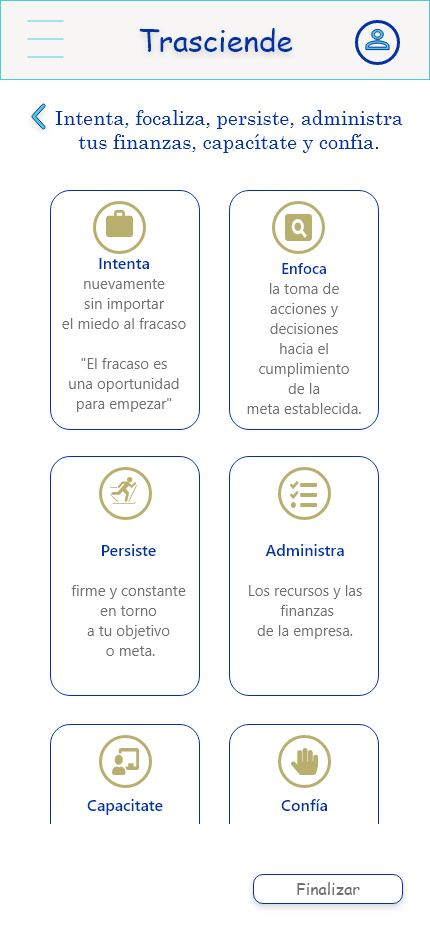 Trasciende
Intenta, focaliza, persiste, administra
tus finanzas, capacítate y confía.
Intenta
nuevamente
sin importar
el miedo al fracaso
"El fracaso es
una oportunidad
para empezar"
Enfoca
la toma de
acciones y
decisiones
hacia el
cumplimiento
de la
meta establecida.
Persiste
firme y constante
en torno
a tu objetivo
o meta.
Administra
Los recursos y las
finanzas
de la empresa.
Capacitate
Confía
Finalizar